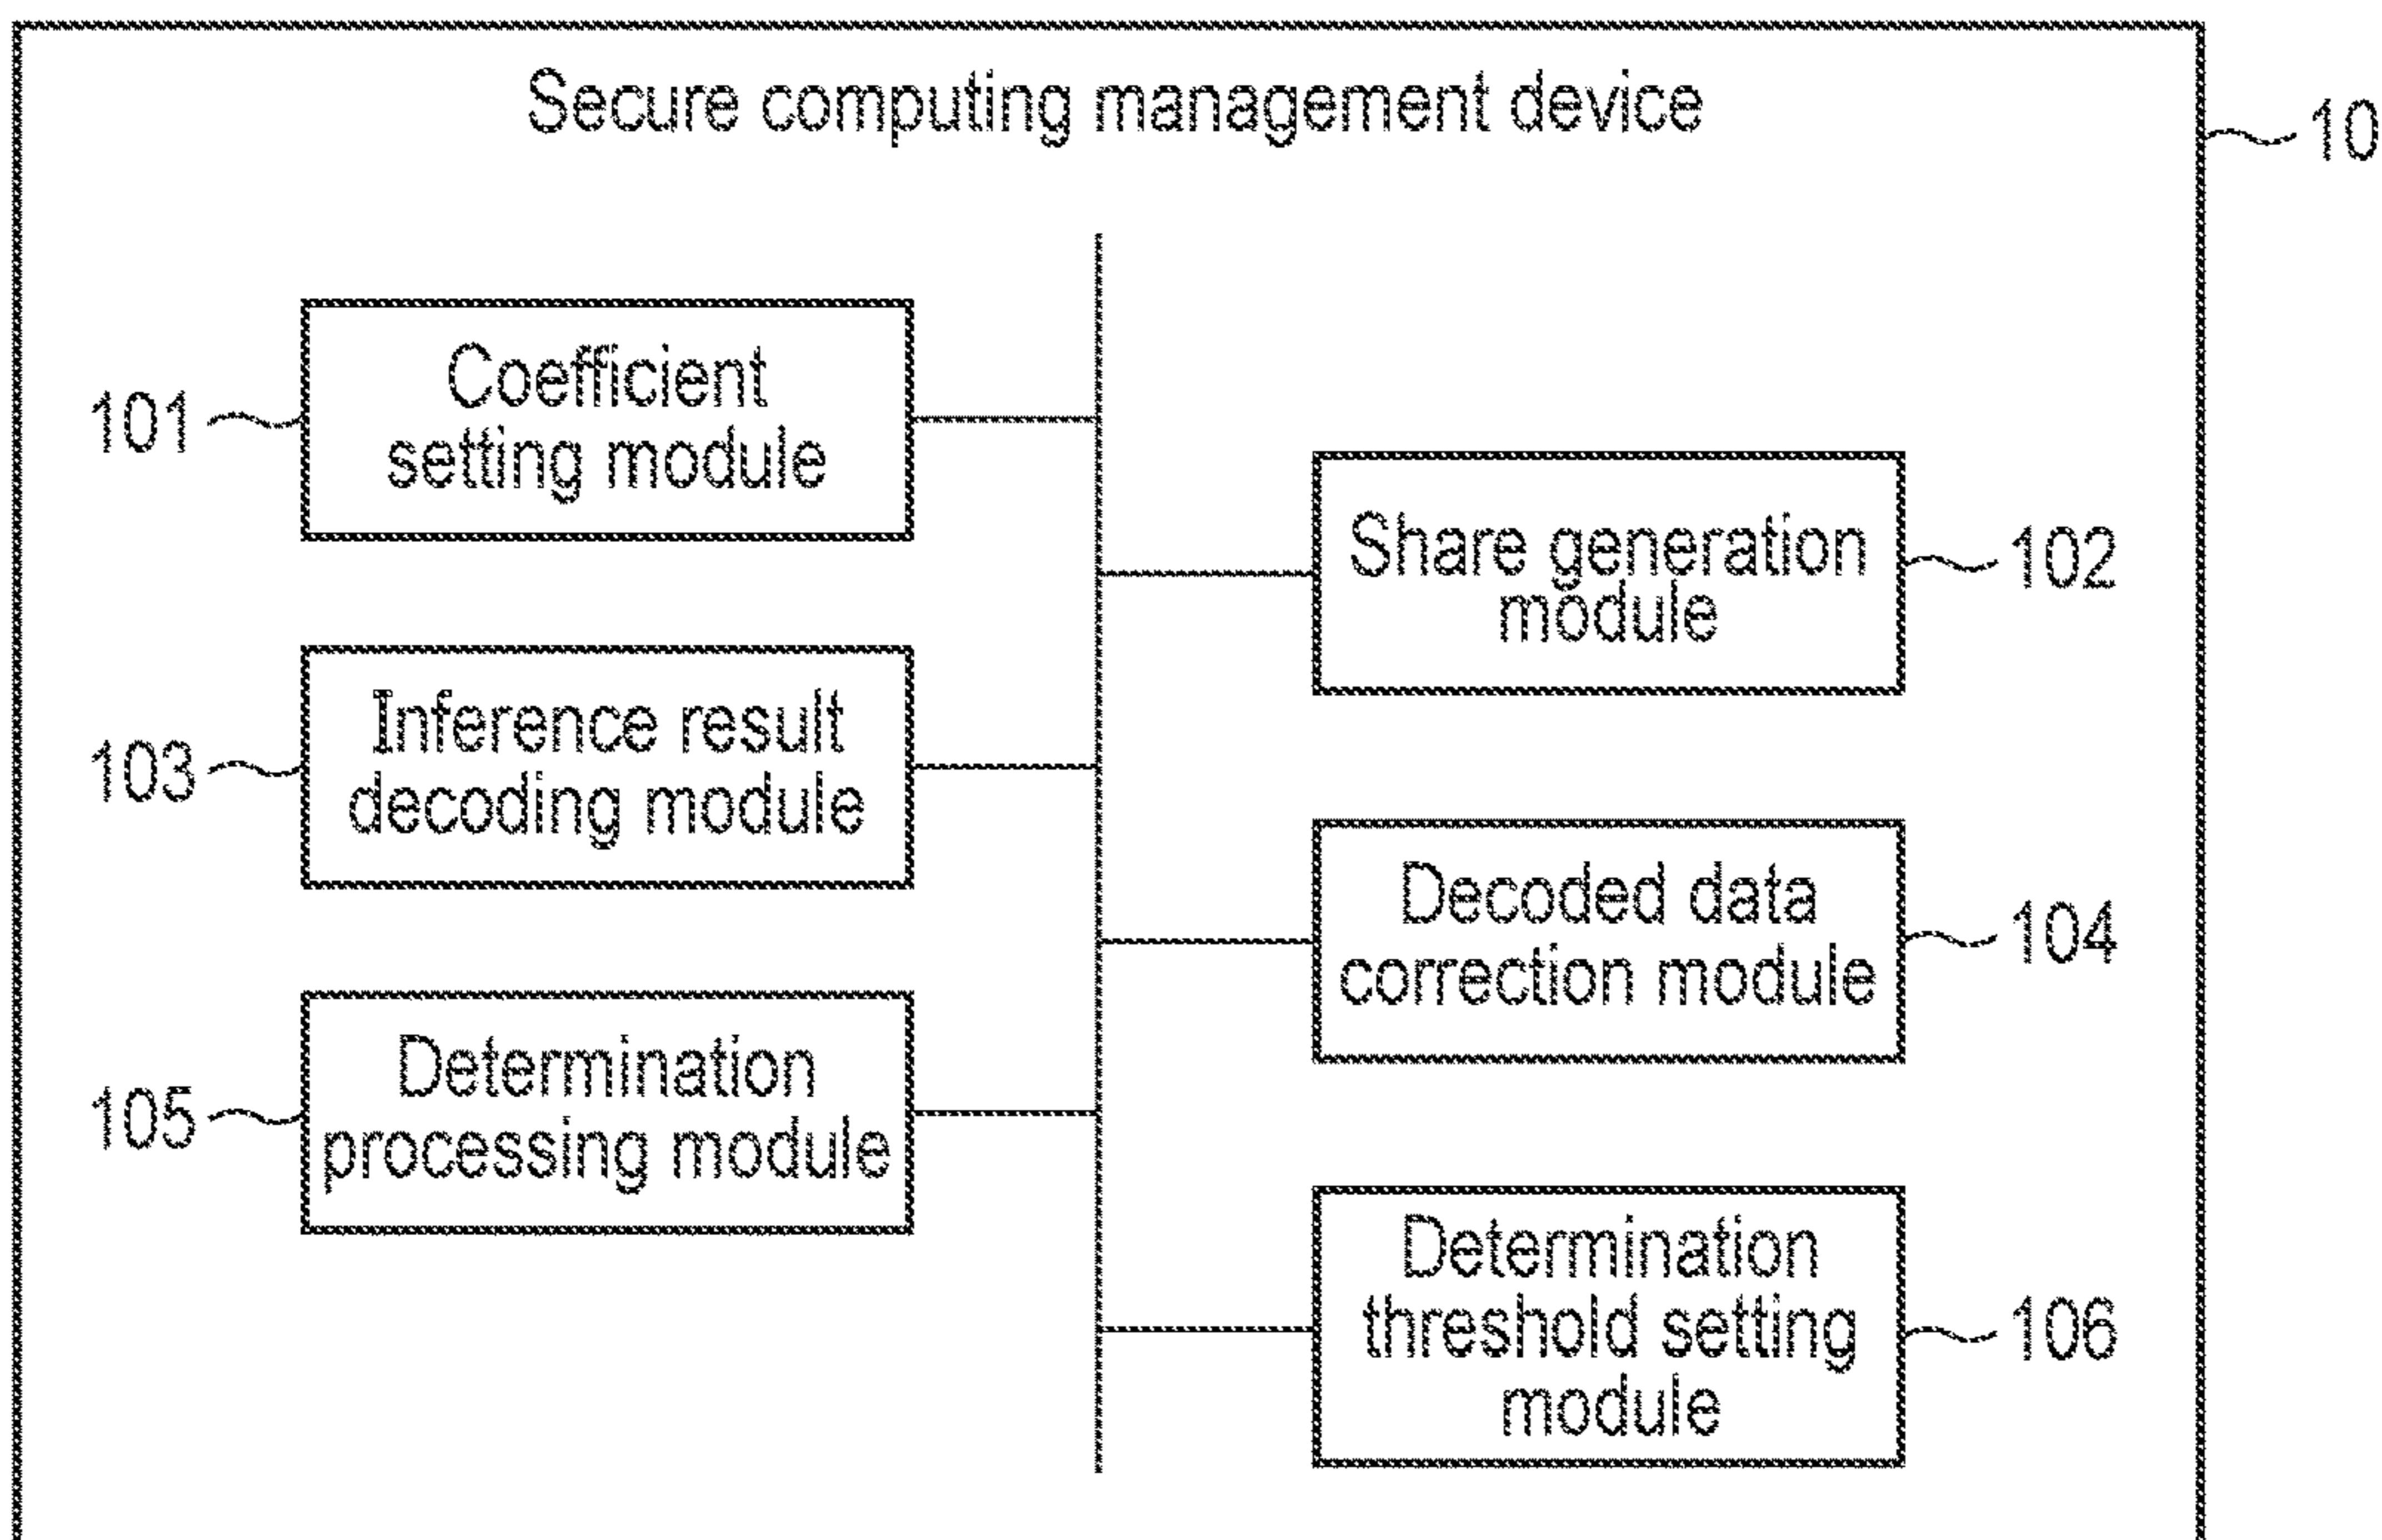 Secure computing management device
10
Coefficient
setting module
101
Share generation
module
102
Inference result
decoding module
103
Decoded data
correction module
104
Determination
processing module
105
Determination
threshold setting
module
106